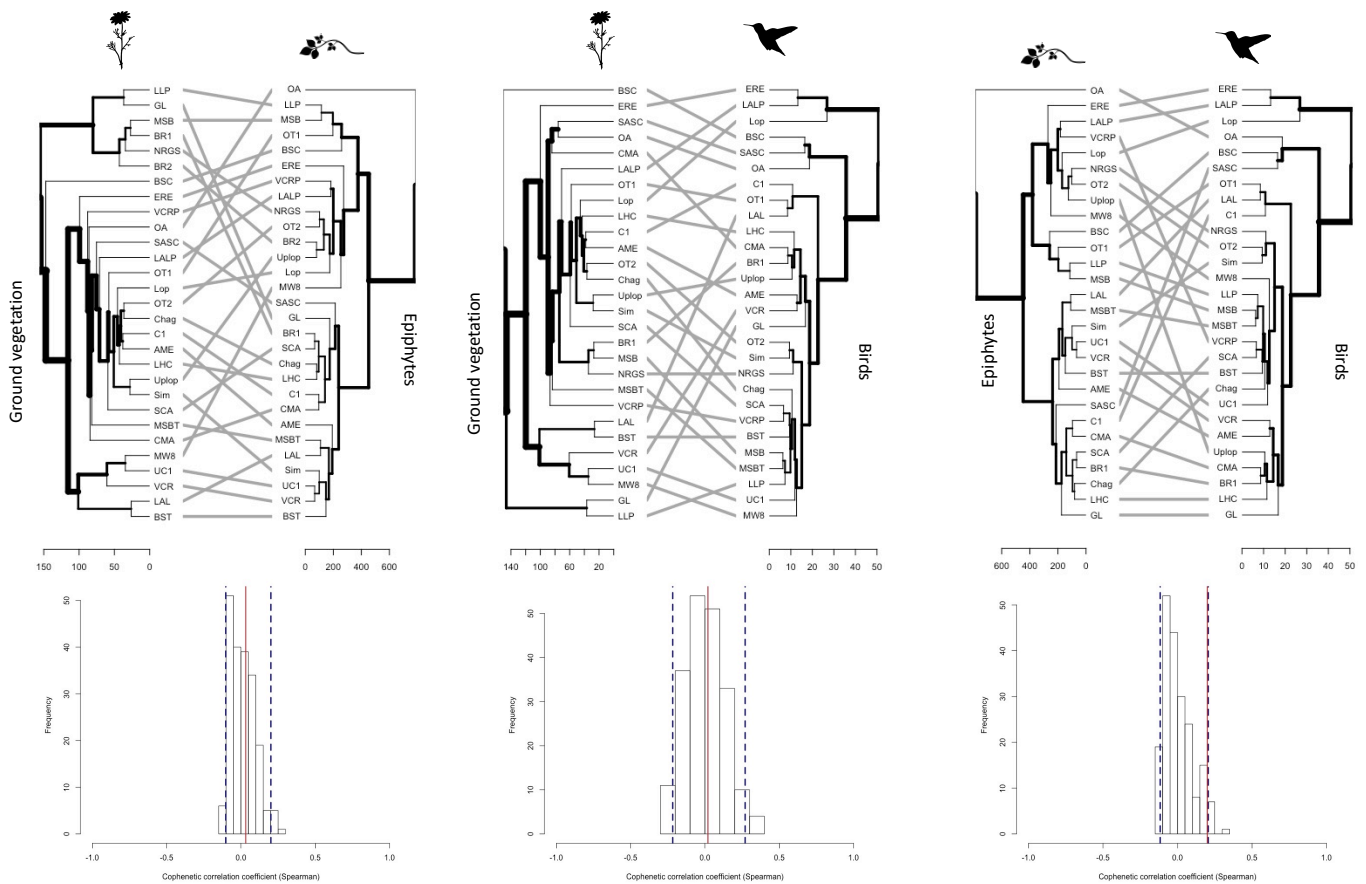 LLP
GL
MSB
BR1
NRGS
BR2
BSC
ERE
VCRP
OA
SASC
LALP
OT1
Lop
OT2
Chag
C1
AME
LHC
Uplop
Sim
SCA
MSBT
CMA
MW8
UC1
VCR
LAL
BST
Ground vegetation
150 100 50 0
OA
LLP
MSB
OT1
BSC
ERE
VCRP
LALP
NRGS
OT2
BR2
Uplop
Lop
MW8
SASC
GL
BR1
SCA
Chag
LHC
C1
CMA
AME
MSBT
LAL
Sim
UC1
VCR
BST
Epiphytes
0 200 400 600
BSC
ERE
SASC
OA
CMA
LALP
OT1
Lop
LHC
C1
AME
OT2
Chag
Uplop
Sim
SCA
BR1
MSB
NRGS
MSBT
VCRP
LAL
BST
VCR
UC1
MW8
GL
LLP
Ground vegetation
140 100 60 20
ERE
LALP
Lop
BSC
SASC
OA
C1
OT1
LAL
LHC
CMA
BR1
Uplop
AME
VCR
GL
OT2
Sim
NRGS
Chag
SCA
VCRP
BST
MSB
MSBT
LLP
UC1
MW8
Birds
0 10 20 30 40 50
OA
ERE
LALP
VCRP
Lop
NRGS
OT2
Uplop
MW8
BSC
OT1
LLP
MSB
LAL
MSBT
Sim
UC1
VCR
BST
AME
SASC
C1
CMA
SCA
BR1
Chag
LHC
GL
Epiphytes
600 400 200 0
ERE
LALP
Lop
OA
BSC
SASC
OT1
LAL
C1
NRGS
OT2
Sim
MW8
LLP
MSB
MSBT
VCRP
SCA
BST
Chag
UC1
VCR
AME
Uplop
CMA
BR1
LHC
GL
Birds
0 10 20 30 40 50
Frequency
50
40
30
20
10
0
-1.0 -0.5 0.0 0.5 1.0
Cophenetic correlation coefficient (Spearman)
Frequency
50
40
30
20
10
0
-1.0 -0.5 0.0 0.5 1.0
Cophenetic correlation coefficient (Spearman)
Frequency
50
40
30
20
10
0
-1.0 -0.5 0.0 0.5 1.0
Cophenetic correlation coefficient (Spearman)